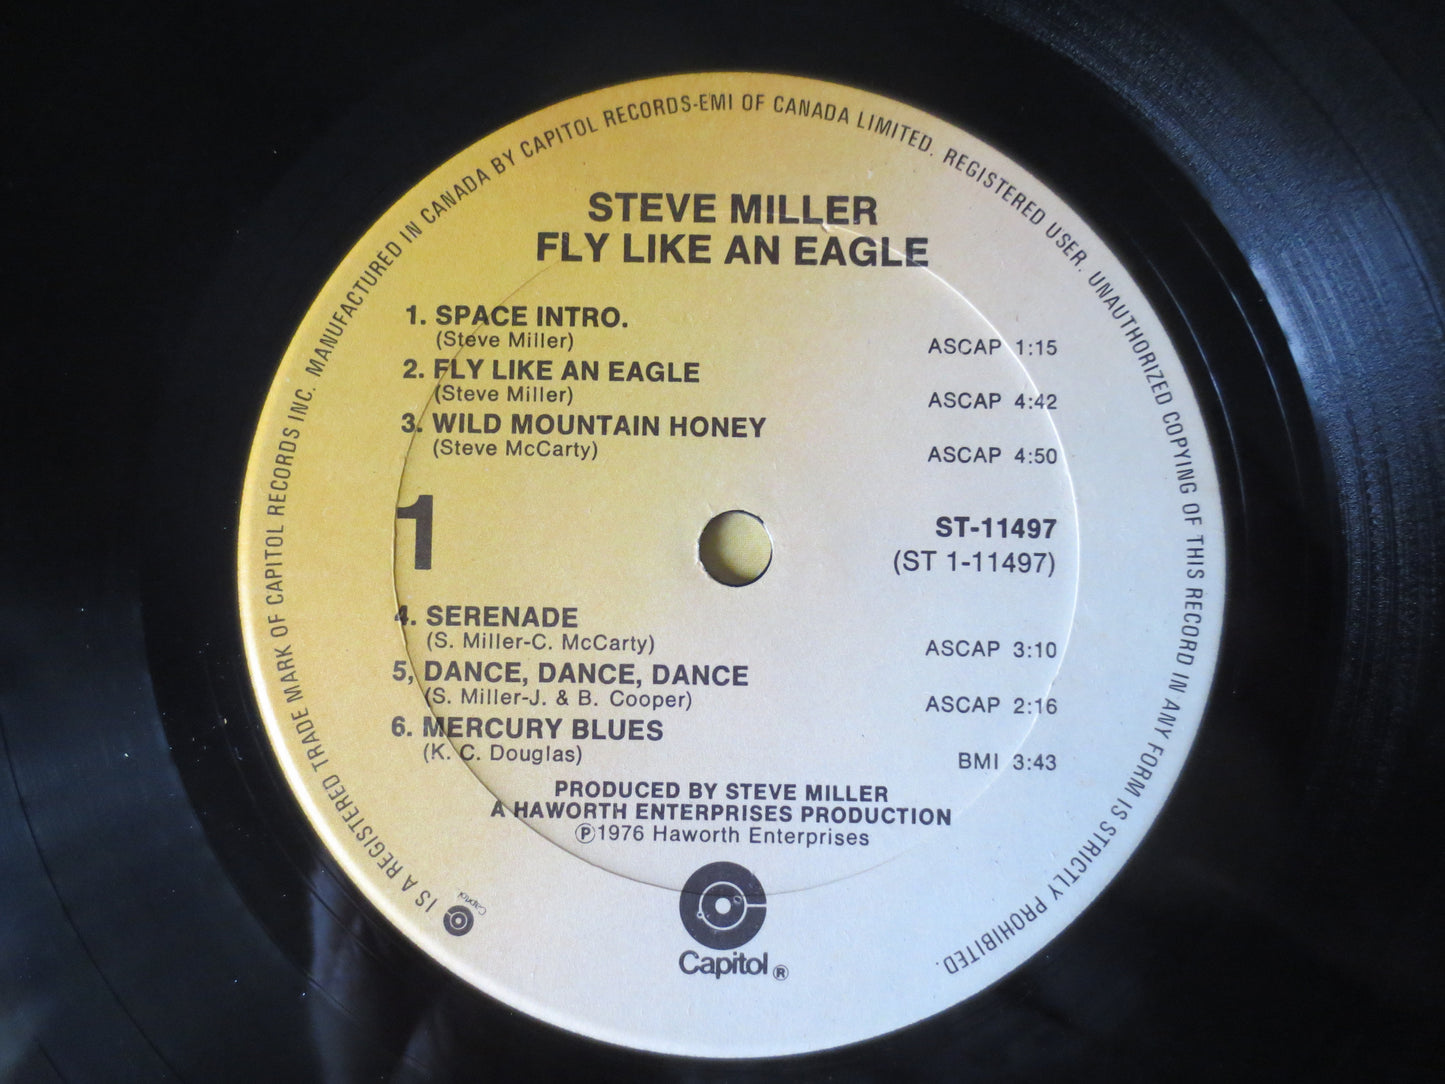 STEVE MILLER
FLY LIKE AN EAGLE
1. SPACE INTRO.
(Steve Miller)
ASCAP 1:15
2. FLY LIKE AN EAGLE
(Steve Miller)
ASCAP 4:42
3. WILD MOUNTAIN HONEY
(Steve McCarty)
ASCAP 4:50
1
ST-11497
(ST 1-11497)
4. SERENADE
(S. Miller-C. McCarty)
ASCAP 3:10
5, DANCE, DANCE, DANCE
(S. Miller-J. & B. Cooper)
ASCAP 2:16
6. MERCURY BLUES
(K. C. Douglas)
BMI 3:43
PRODUCED BY STEVE MILLER
A HAWORTH ENTERPRISES PRODUCTION
Ⓟ1976 Haworth Enterprises
Capitol®
Capitol. IS A REGISTERED TRADE MARK OF CAPITOL RECORDS INC. MANUFACTURED IN CANADA BY CAPITOL RECORDS-EMI OF CANADA LIMITED. REGISTERED USER. UNAUTHORIZED COPYING OF THIS RECORD IN ANY FORM IS STRICTLY PROHIBITED.